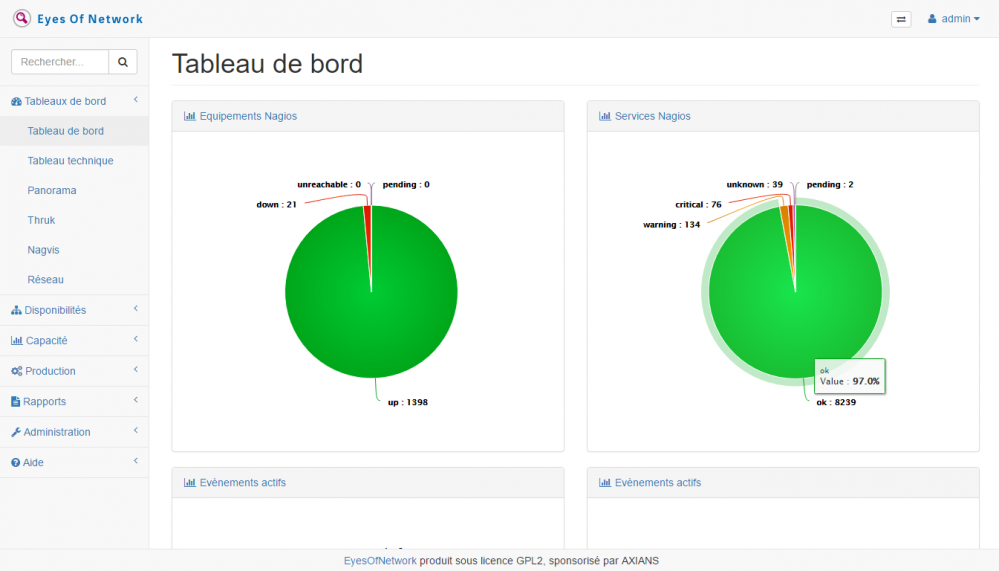 Eyes Of Network
admin
Rechercher...
Tableaux de bord
Tableau de bord
Tableau technique
Panorama
Thruk
Nagvis
Réseau
Disponibilités
Capacité
Production
Rapports
Administration
Aide
Tableau de bord
Equipements Nagios
unreachable : 0
pending : 0
down : 21
up : 1398
Services Nagios
unknown : 39
pending : 2
critical : 76
warning : 134
ok
Value : 97.0%
ok : 8239
Evènements actifs
Evènements actifs
EyesOfNetwork produit sous licence GPL2, sponsorisé par AXIANS